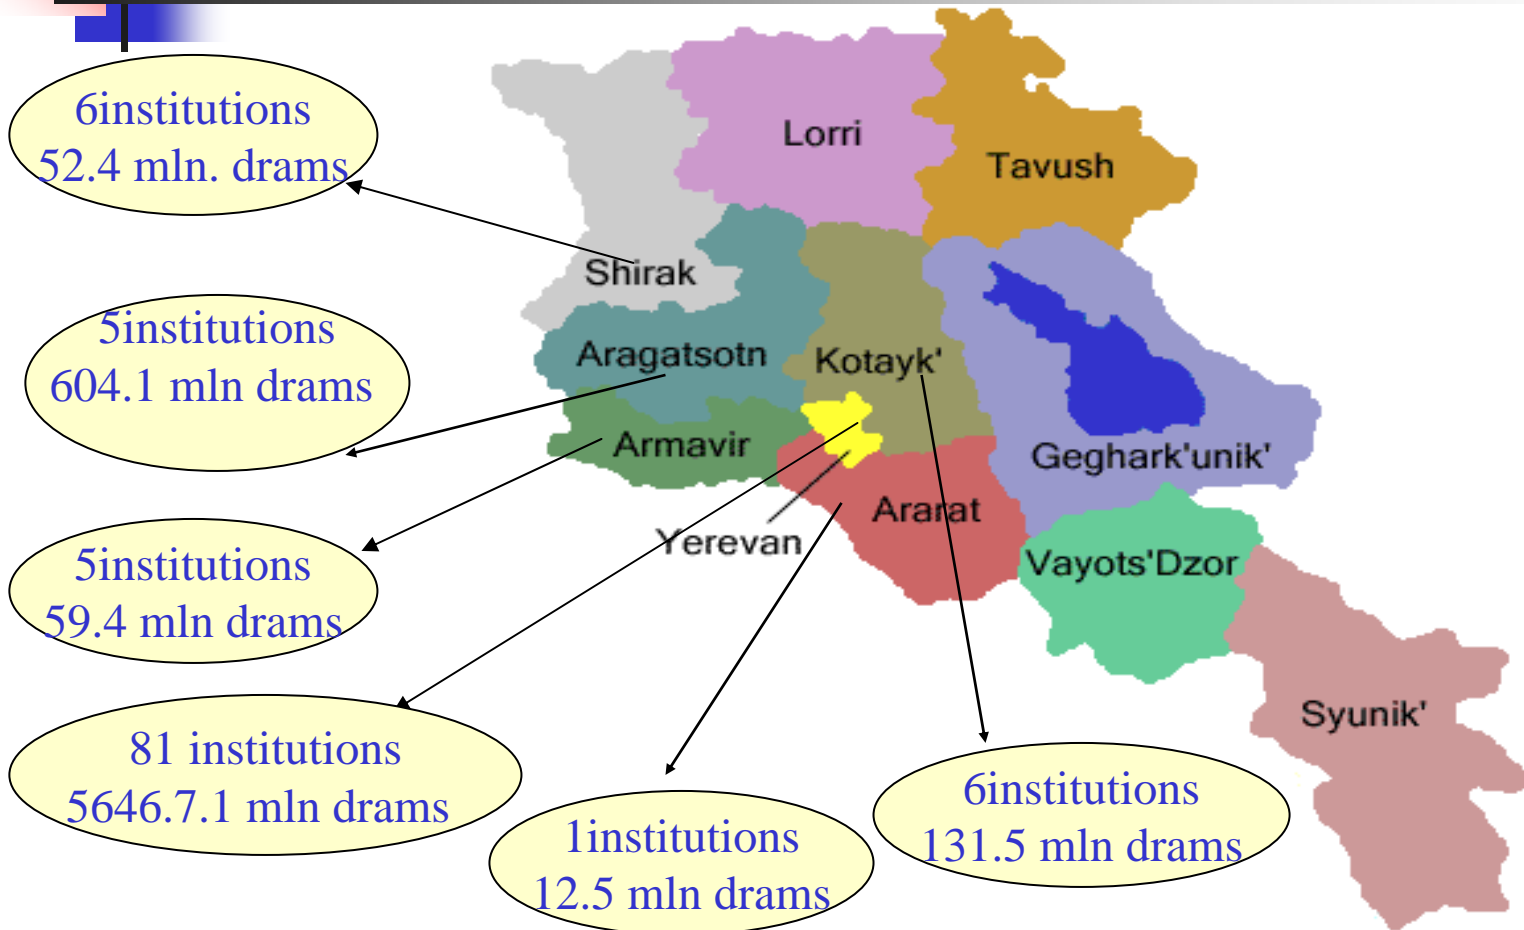 6institutions
52.4 mln. drams
5institutions
604.1 mln drams
5institutions
59.4 mln drams
81 institutions
5646.7.1 mln drams
1institutions
12.5 mln drams
6institutions
131.5 mln drams
Lorri
Tavush
Shirak
Aragatsotn
Kotayk'
Armavir
Geghark'unik'
Ararat
Yerevan
Vayots'Dzor
Syunik'